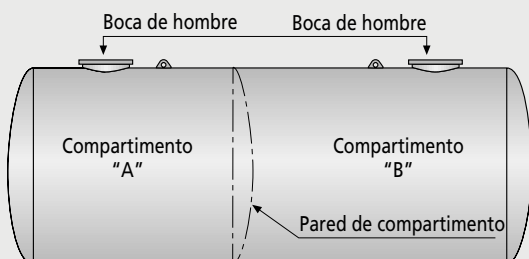 Boca de hombre Boca de hombre
Compartimento Compartimento
“A” “B”
Pared de compartimento